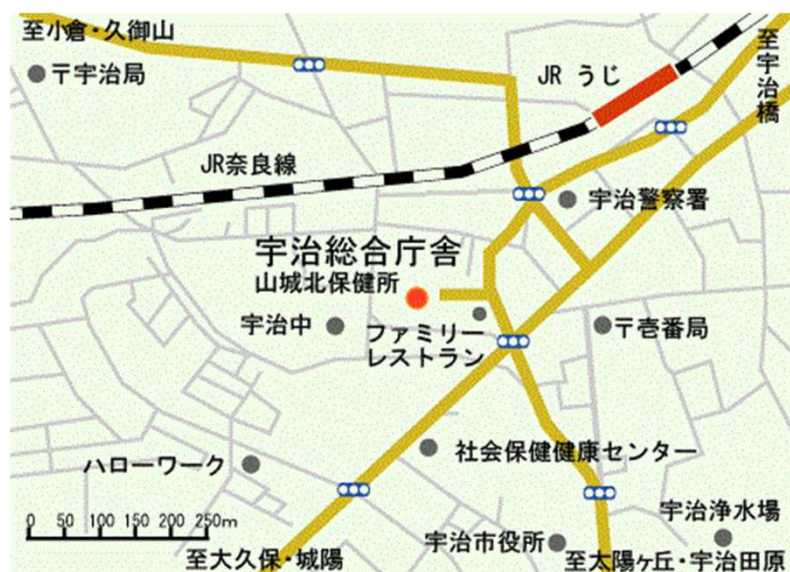 至小倉・久御山
〒宇治局
JR うじ
至宇治橋
JR奈良線
宇治警察署
宇治総合庁舎
山城北保健所
宇治中
ファミリー
レストラン
〒壱番局
ハローワーク
社会保健健康センター
0 50 100 150 200 250m
宇治浄水場
宇治市役所
至大久保・城陽
至太陽ヶ丘・宇治田原